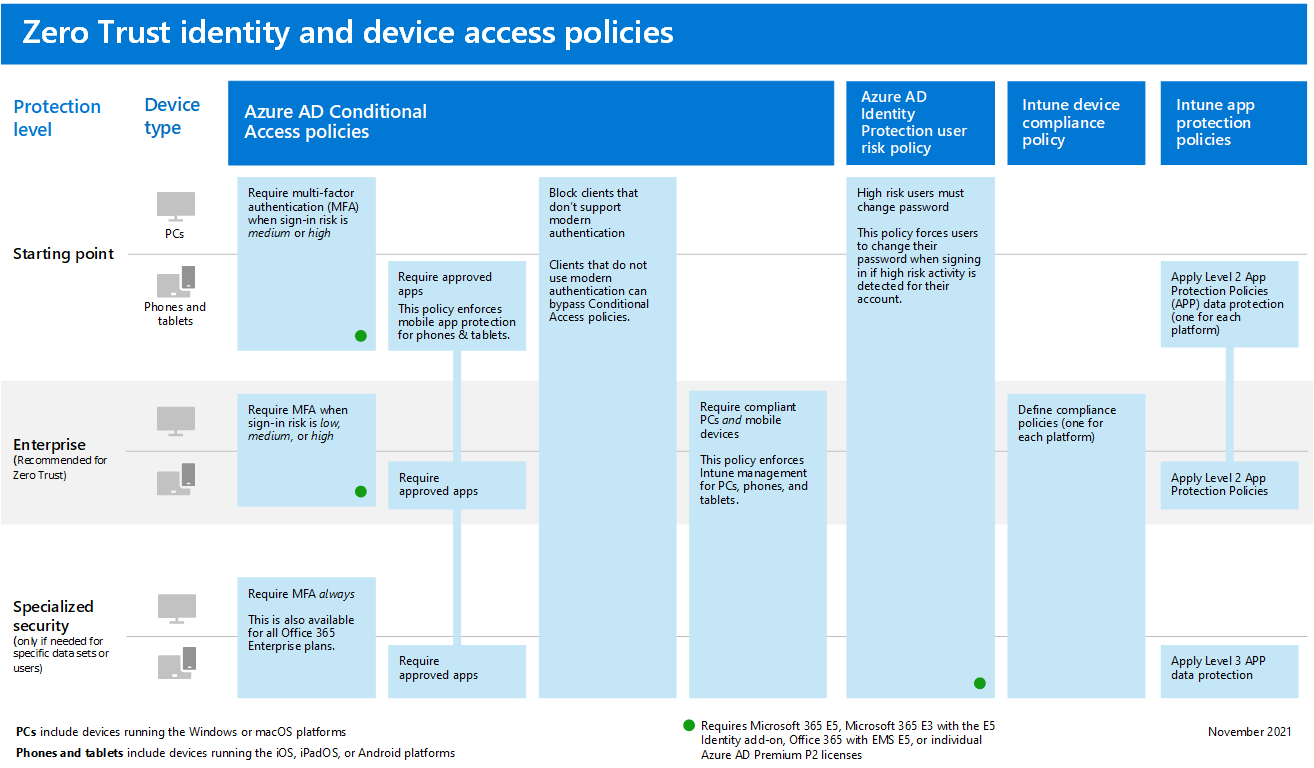 Zero Trust identity and device access policies
Protection
level
Device
type
Azure AD Conditional
Access policies
Azure AD
Identity
Protection user
risk policy
Intune device
compliance
policy
Intune app
protection
policies
Starting point
PCs
Phones and
tablets
Require multi-factor
authentication (MFA)
when sign-in risk is
medium or high
Require approved
apps
This policy enforces
mobile app protection
for phones & tablets.
Block clients that
don't support
modern
authentication
Clients that do not
use modern
authentication can
bypass Conditional
Access policies.
High risk users must
change password
This policy forces users
to change their
password when signing
in if high risk activity is
detected for their
account.
Apply Level 2 App
Protection Policies
(APP) data protection
(one for each
platform)
Enterprise
(Recommended for
Zero Trust)
Require MFA when
sign-in risk is low,
medium, or high
Require
approved apps
Require compliant
PCs and mobile
devices
This policy enforces
Intune management
for PCs, phones, and
tablets.
Define compliance
policies (one for
each platform)
Apply Level 2 App
Protection Policies
Specialized
security
(only if needed for
specific data sets or
users)
Require MFA always
This is also available
for all Office 365
Enterprise plans.
Require
approved apps
Apply Level 3 APP
data protection
PCs include devices running the Windows or macOS platforms
Phones and tablets include devices running the iOS, iPadOS, or Android platforms
Requires Microsoft 365 E5, Microsoft 365 E3 with the E5
Identity add-on, Office 365 with EMS E5, or individual
Azure AD Premium P2 licenses
November 2021